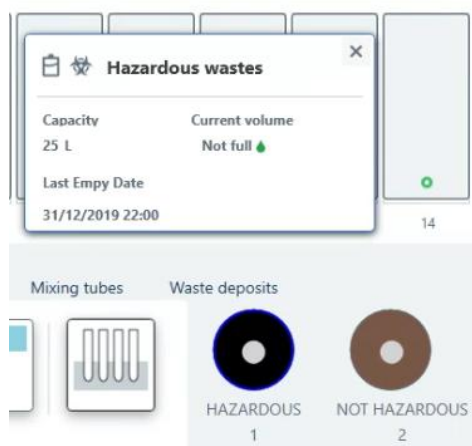 Hazardous wastes
Capacity Current volume
25 L Not full
Last Empy Date
31/12/2019 22:00
14
Mixing tubes Waste deposits
HAZARDOUS NOT HAZARDOUS
1 2